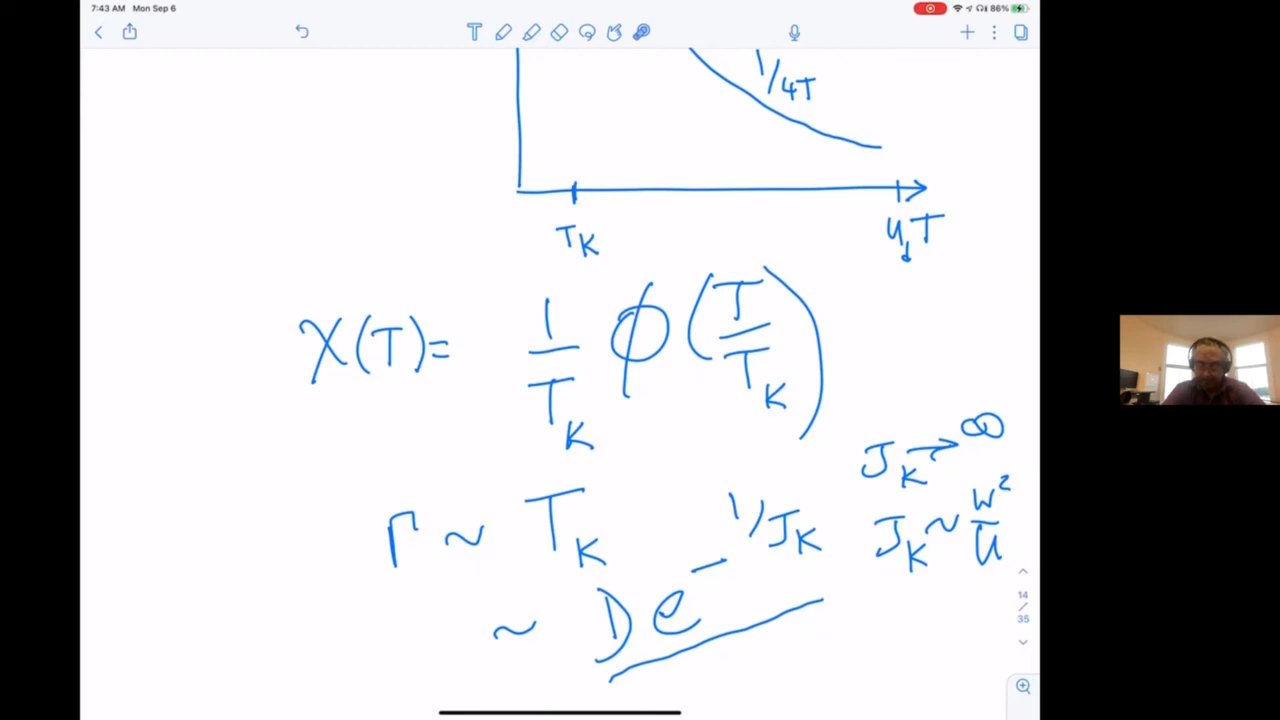 7:43 AM Mon Sep 6
86%
1/4T
T_K
U T
χ(T) = 1/T_K φ(T/T_K)
J_K → ∞
Γ ~ T_K
J_K ~ W²/U
~ D e^{-1/J_K}
14
/
35